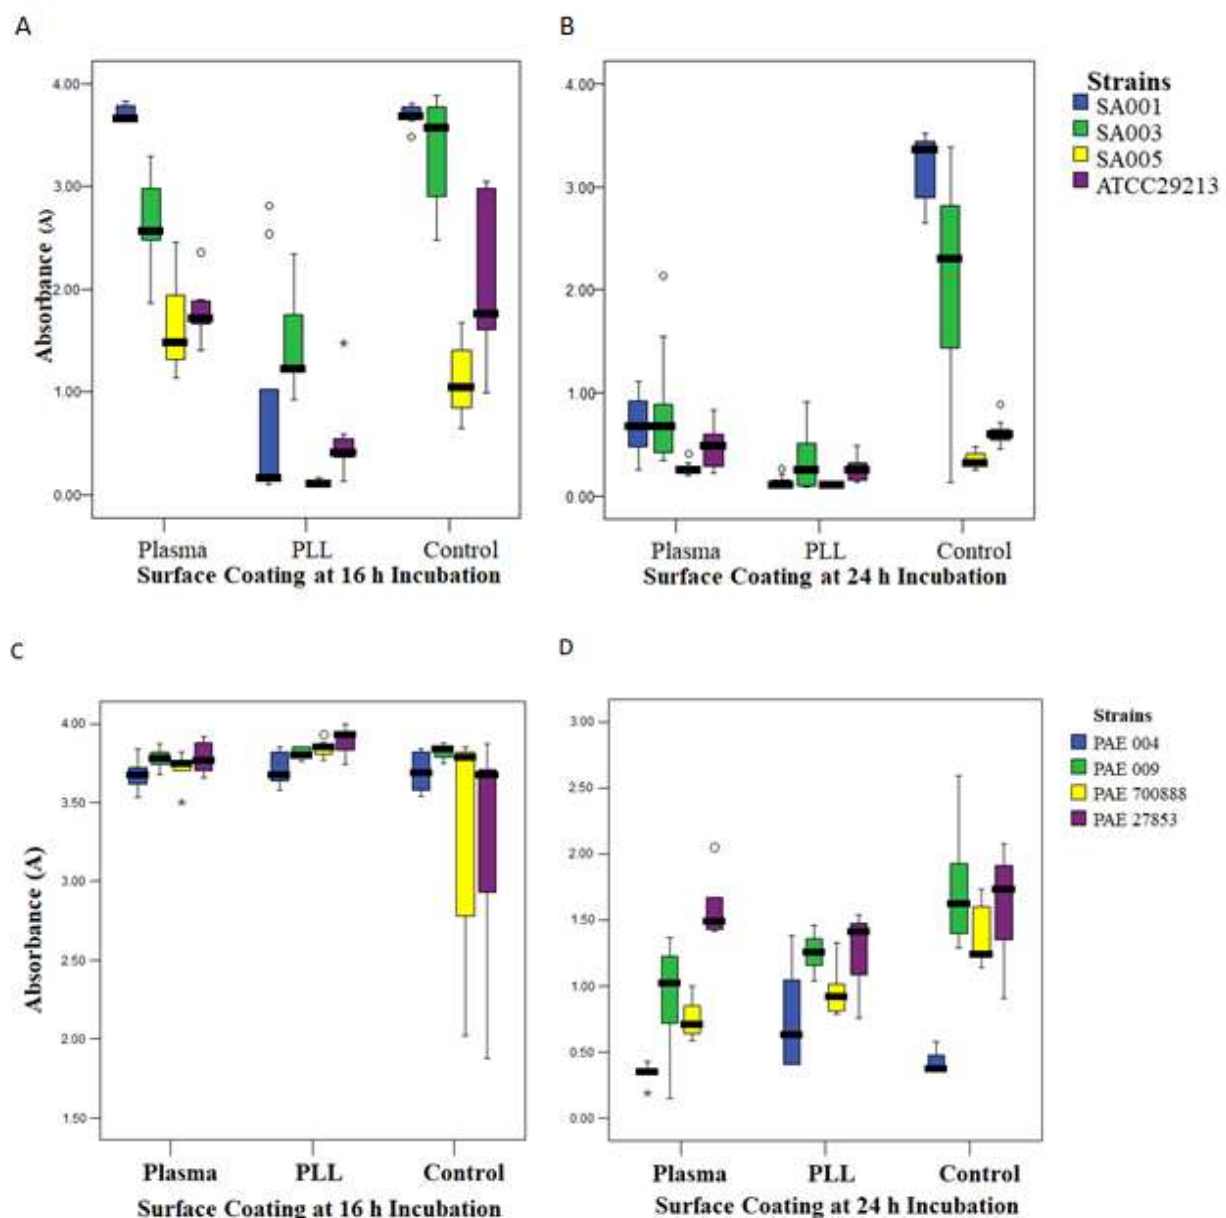 A
B
4.00
3.00
2.00
1.00
0.00
Absorbance (A)
Plasma PLL Control
Surface Coating at 16 h Incubation
4.00
3.00
2.00
1.00
0.00
Plasma PLL Control
Surface Coating at 24 h Incubation
Strains
SA001
SA003
SA005
ATCC29213
C
D
4.00
3.50
3.00
2.50
2.00
1.50
Absorbance (A)
Plasma PLL Control
Surface Coating at 16 h Incubation
3.00
2.50
2.00
1.50
1.00
0.50
0.00
Plasma PLL Control
Surface Coating at 24 h Incubation
Strains
PAE 004
PAE 009
PAE 700888
PAE 27853